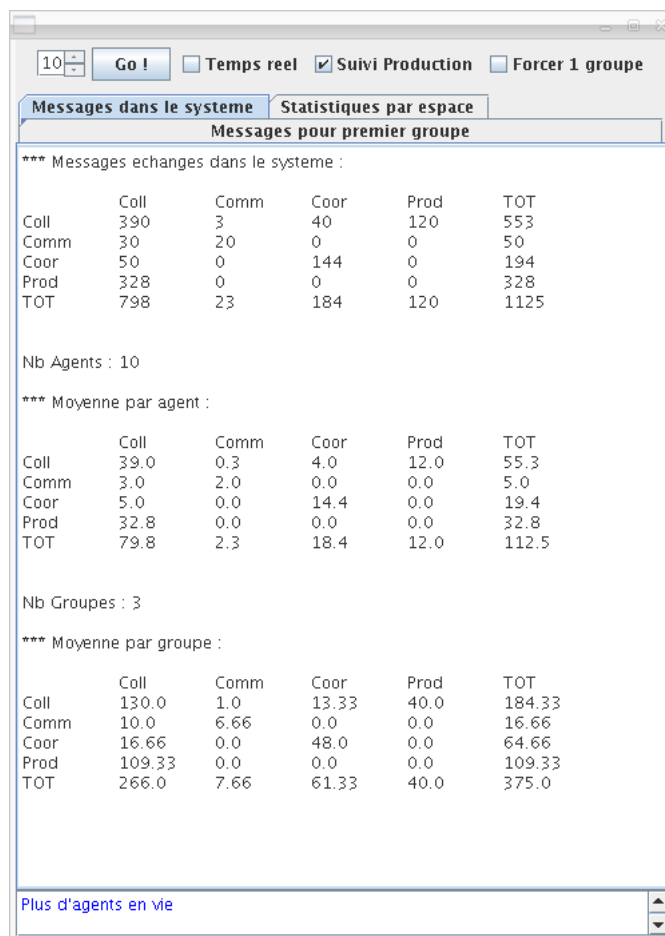 10 Go ! Temps reel Suivi Production Forcer 1 groupe
Messages dans le systeme Statistiques par espace
Messages pour premier groupe
*** Messages echanges dans le systeme :
Coll Comm Coor Prod TOT
Coll 390 3 40 120 553
Comm 30 20 0 0 50
Coor 50 0 144 0 194
Prod 328 0 0 0 328
TOT 798 23 184 120 1125
Nb Agents : 10
*** Moyenne par agent :
Coll Comm Coor Prod TOT
Coll 39.0 0.3 4.0 12.0 55.3
Comm 3.0 2.0 0.0 0.0 5.0
Coor 5.0 0.0 14.4 0.0 19.4
Prod 32.8 0.0 0.0 0.0 32.8
TOT 79.8 2.3 18.4 12.0 112.5
Nb Groupes : 3
*** Moyenne par groupe :
Coll Comm Coor Prod TOT
Coll 130.0 1.0 13.33 40.0 184.33
Comm 10.0 6.66 0.0 0.0 16.66
Coor 16.66 0.0 48.0 0.0 64.66
Prod 109.33 0.0 0.0 0.0 109.33
TOT 266.0 7.66 61.33 40.0 375.0
Plus d'agents en vie